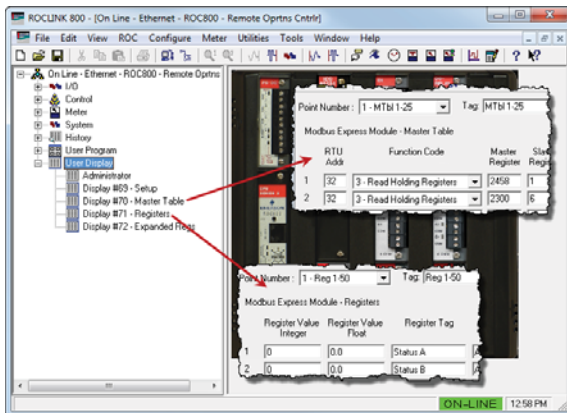 ROCLINK 800 - [On Line - Ethernet - ROC800 - Remote Oprtns Cntrlr]
File Edit View ROC Configure Meter Utilities Tools Window Help
On Line - Ethernet - ROC800 - Remote Oprtns
I/O
Control
Meter
System
History
User Program
User Display
Administrator
Display #69 - Setup
Display #70 - Master Table
Display #71 - Registers
Display #72 - Expanded Regs
Point Number : 1 - MTbl 1-25 Tag: MTbl 1-25
Modbus Express Module - Master Table
RTU Addr Function Code Master Register
1 32 3 - Read Holding Registers 2458 1
2 32 3 - Read Holding Registers 2300 6
Point Number : 1 - Reg 1-50 Tag: Reg 1-50
Modbus Express Module - Registers
Register Value Integer Register Value Float Register Tag
1 0 0.0 Status A
2 0 0.0 Status B
ON-LINE 12:58 PM